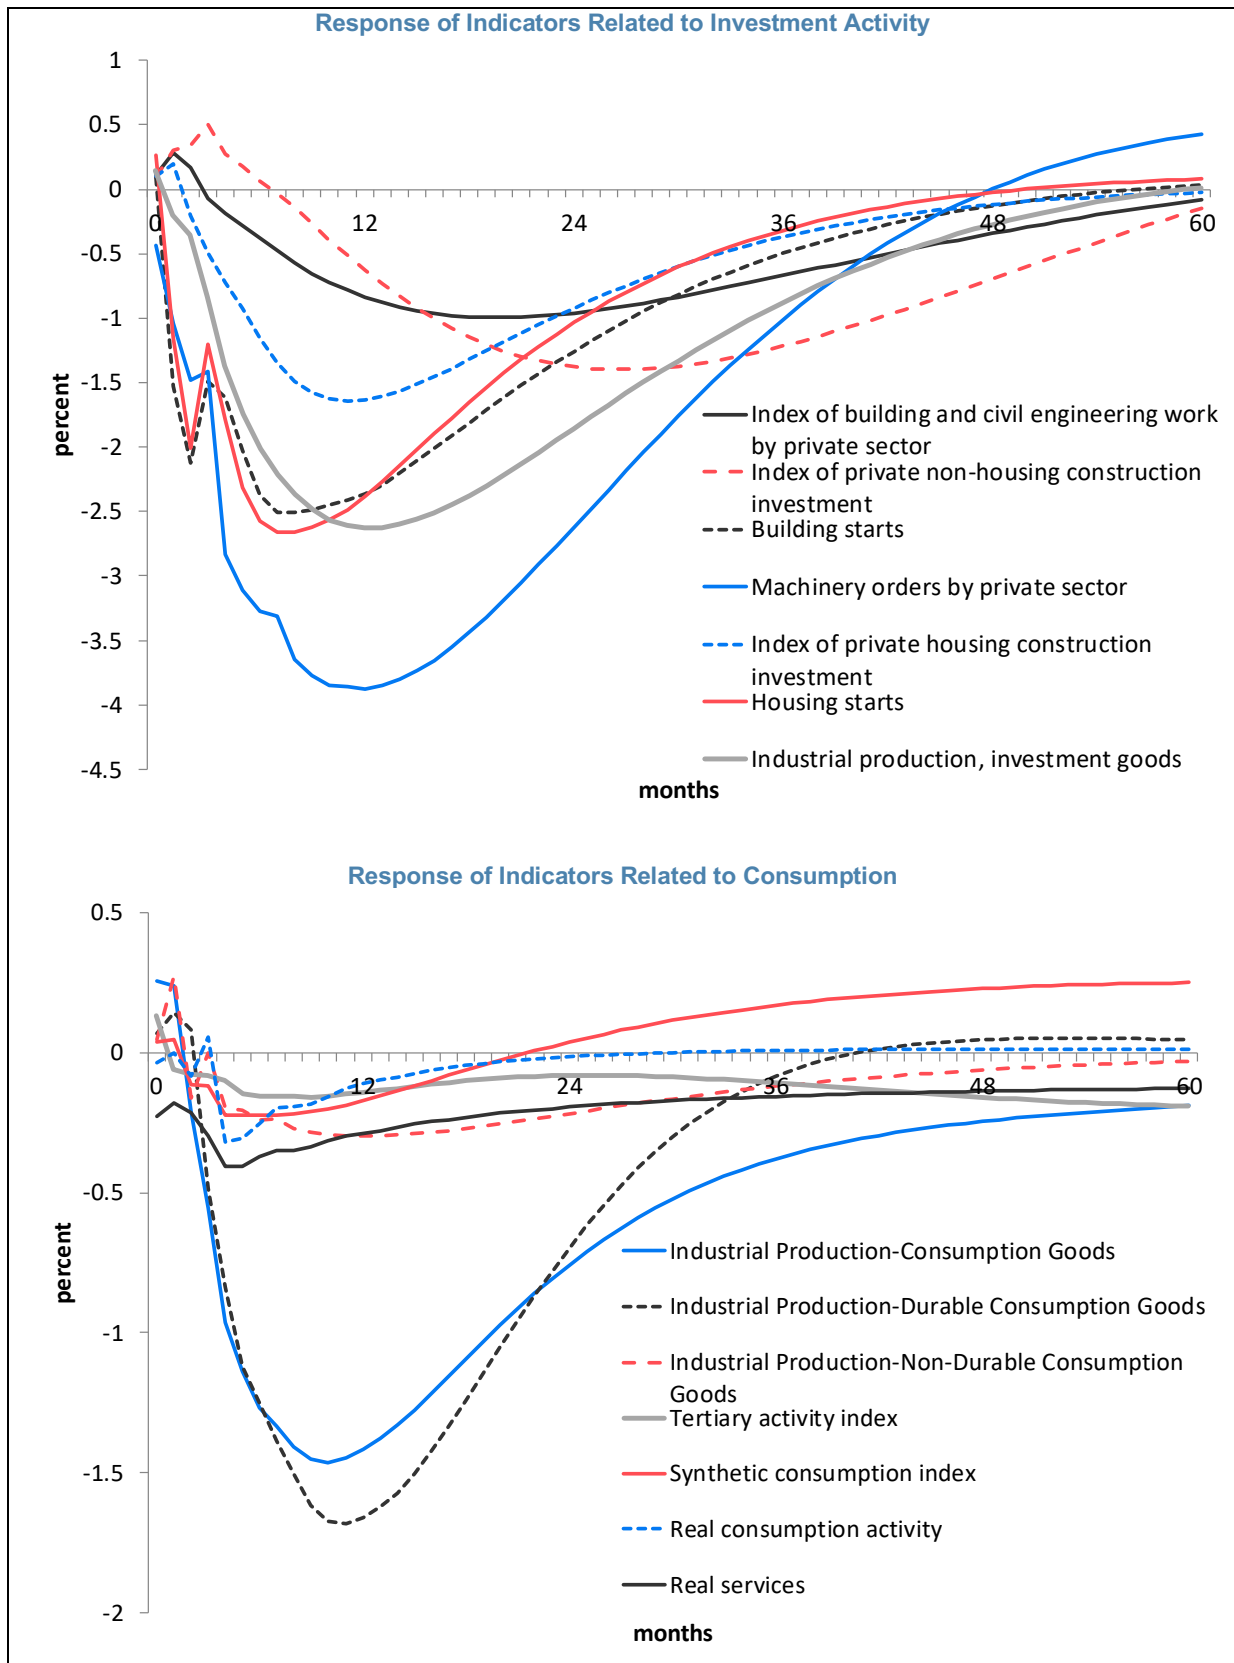 Response of Indicators Related to Investment Activity
1
0.5
0
-0.5
-1
-1.5
-2
-2.5
-3
-3.5
-4
-4.5
percent
0
12
24
36
48
60
Index of building and civil engineering work
by private sector
Index of private non-housing construction
investment
Building starts
Machinery orders by private sector
Index of private housing construction
investment
Housing starts
Industrial production, investment goods
months
Response of Indicators Related to Consumption
0.5
0
-0.5
-1
-1.5
-2
percent
0
12
24
36
48
60
Industrial Production-Consumption Goods
Industrial Production-Durable Consumption Goods
Industrial Production-Non-Durable Consumption
Goods
Tertiary activity index
Synthetic consumption index
Real consumption activity
Real services
months